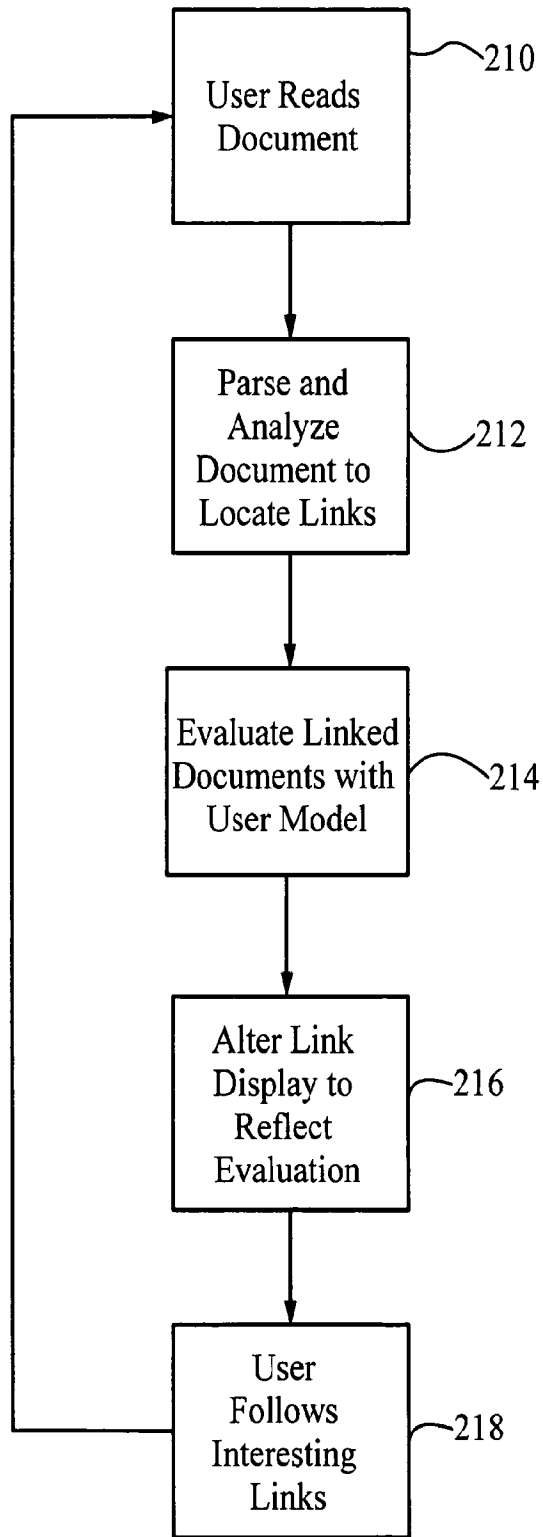 User Reads
Document
210
Parse and
Analyze
Document to
Locate Links
212
Evaluate Linked
Documents with
User Model
214
Alter Link
Display to
Reflect
Evaluation
216
User
Follows
Interesting
Links
218